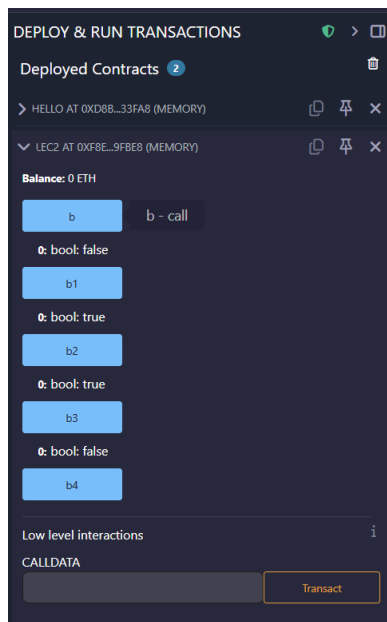 DEPLOY & RUN TRANSACTIONS
Deployed Contracts 2
HELLO AT 0XD8B...33FA8 (MEMORY)
LEC2 AT 0XF8E...9FBE8 (MEMORY)
Balance: 0 ETH
b b - call
0: bool: false
b1
0: bool: true
b2
0: bool: true
b3
0: bool: false
b4
Low level interactions i
CALLDATA
Transact